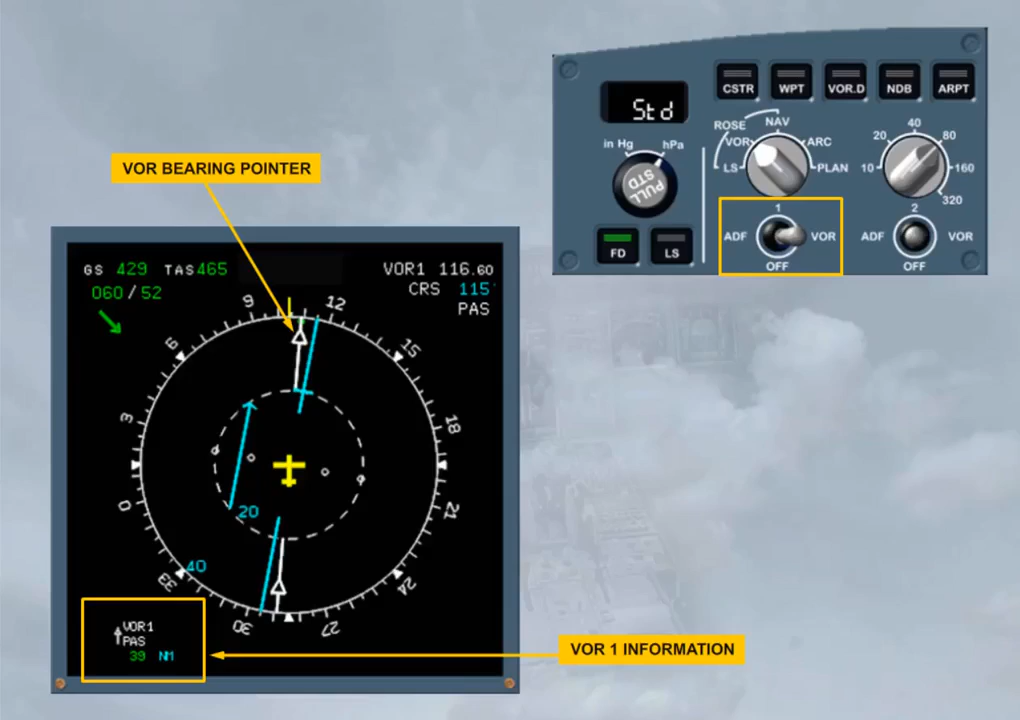 CSTR WPT VOR.D NDB ARPT
Std
in Hg hPa
PULL
STD
FD LS
ROSE NAV
VOR ARC
LS PLAN
10 20 40 80 160 320
1
ADF VOR
OFF
2
ADF VOR
OFF
VOR BEARING POINTER
GS 429 TAS465
060/52
VOR1 116.60
CRS 115°
PAS
9 12 15 18 21 24 27 30 33 0 3 6
20
40
VOR1
PAS
39 NM
VOR 1 INFORMATION